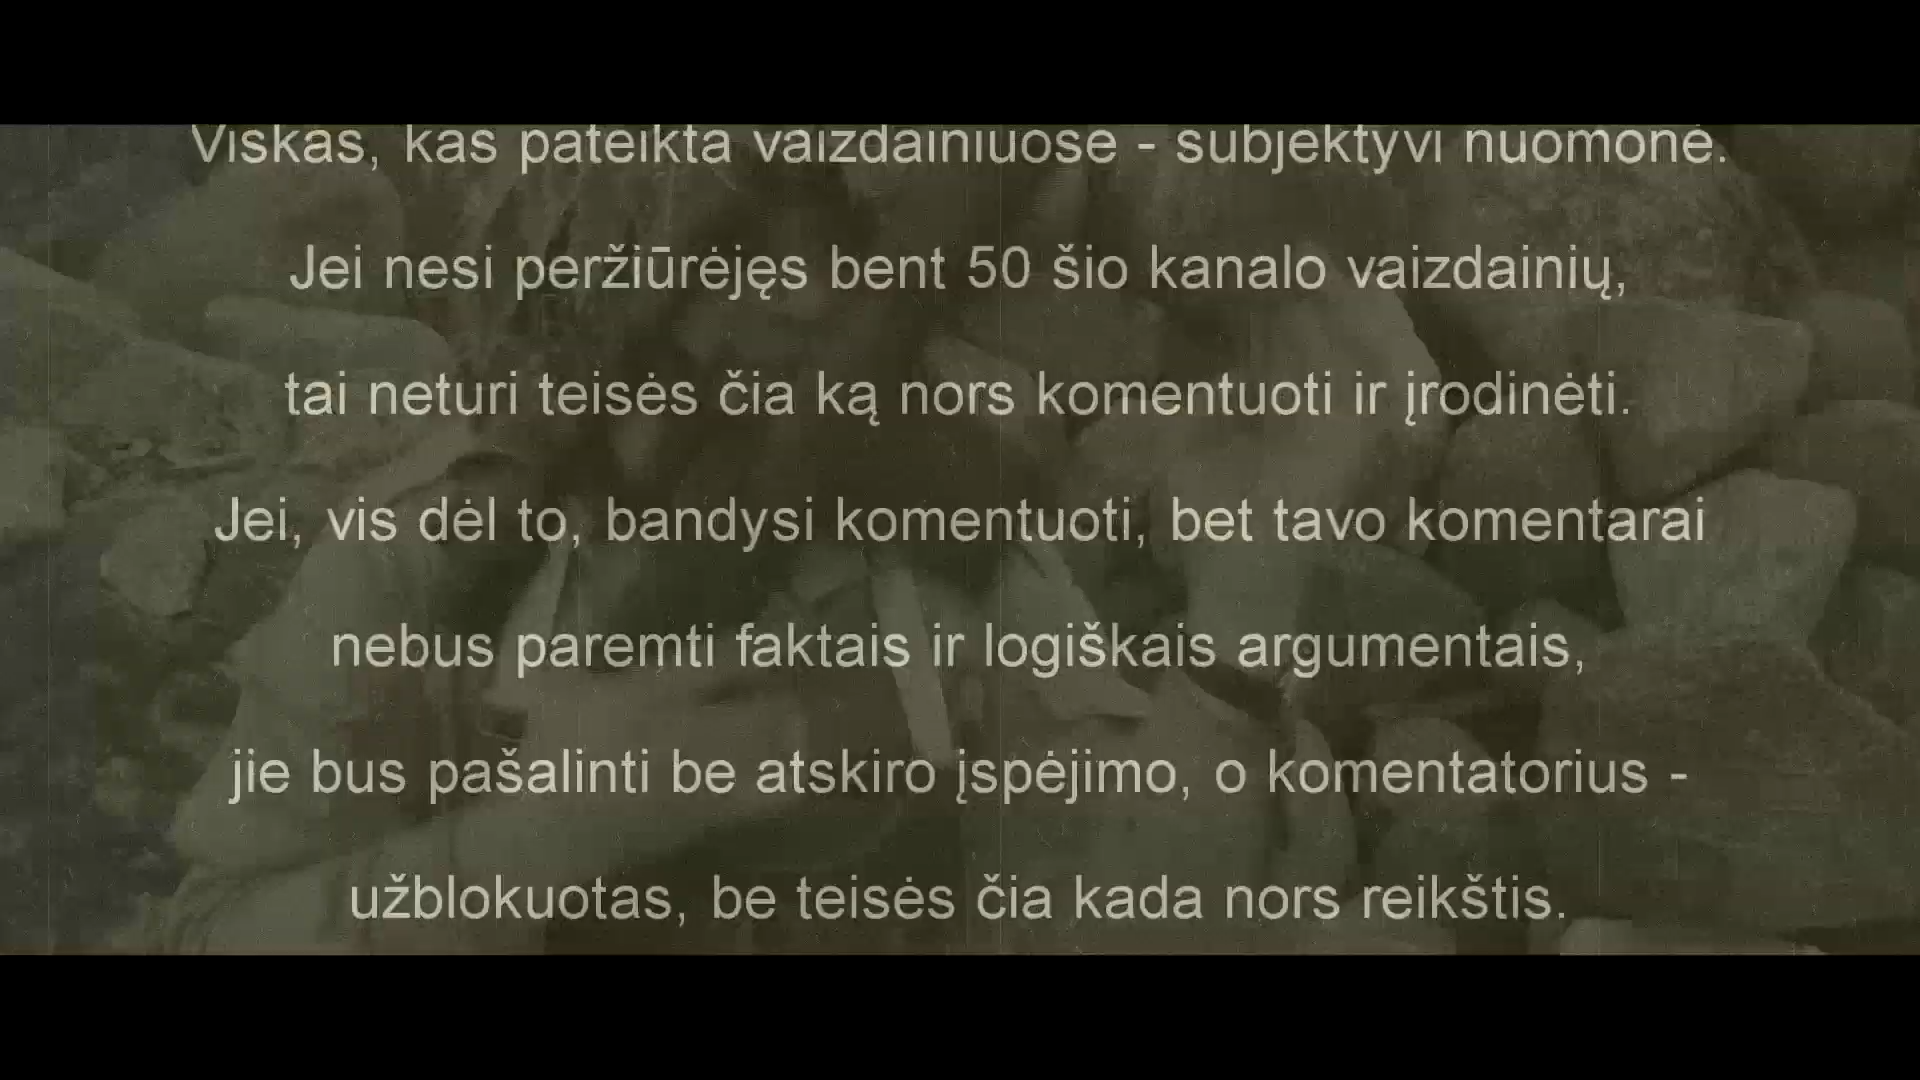 Viskas, kas pateikta vaizdainiuose - subjektyvi nuomonė.
Jei nesi peržiūrėjęs bent 50 šio kanalo vaizdainių,
tai neturi teisės čia ką nors komentuoti ir įrodinėti.
Jei, vis dėl to, bandysi komentuoti, bet tavo komentarai
nebus paremti faktais ir logiškais argumentais,
jie bus pašalinti be atskiro įspėjimo, o komentatorius -
užblokuotas, be teisės čia kada nors reikštis.